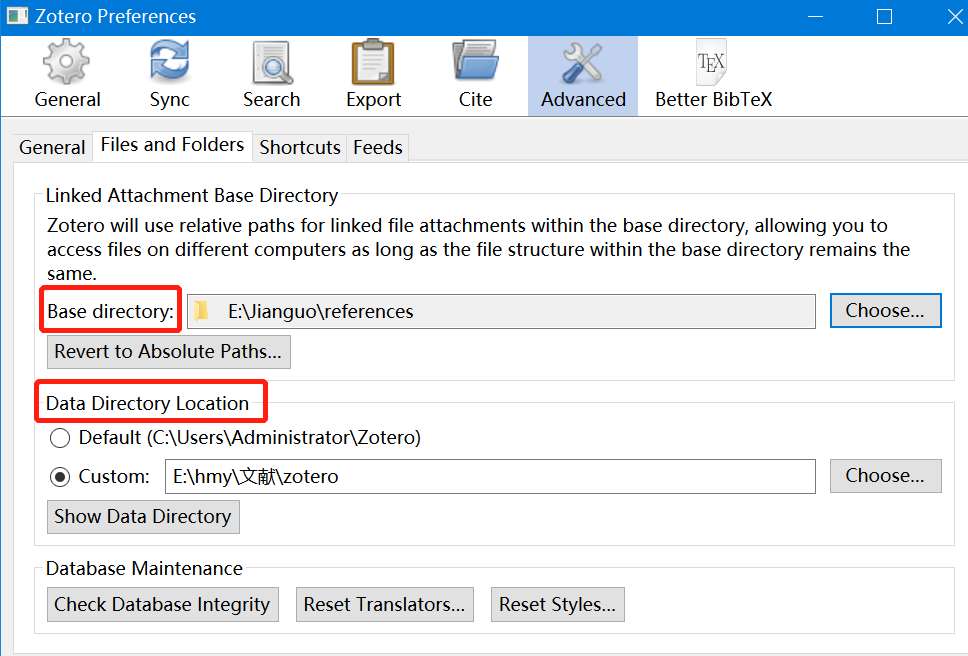 Zotero Preferences
General
Sync
Search
Export
Cite
Advanced
TEX
Better BibTeX
General
Files and Folders
Shortcuts
Feeds
Linked Attachment Base Directory
Zotero will use relative paths for linked file attachments within the base directory, allowing you to
access files on different computers as long as the file structure within the base directory remains the
same.
Base directory:
E:\Jianguo\references
Choose...
Revert to Absolute Paths...
Data Directory Location
Default (C:\Users\Administrator\Zotero)
Custom:
E:\hmy\文献\zotero
Choose...
Show Data Directory
Database Maintenance
Check Database Integrity
Reset Translators...
Reset Styles...